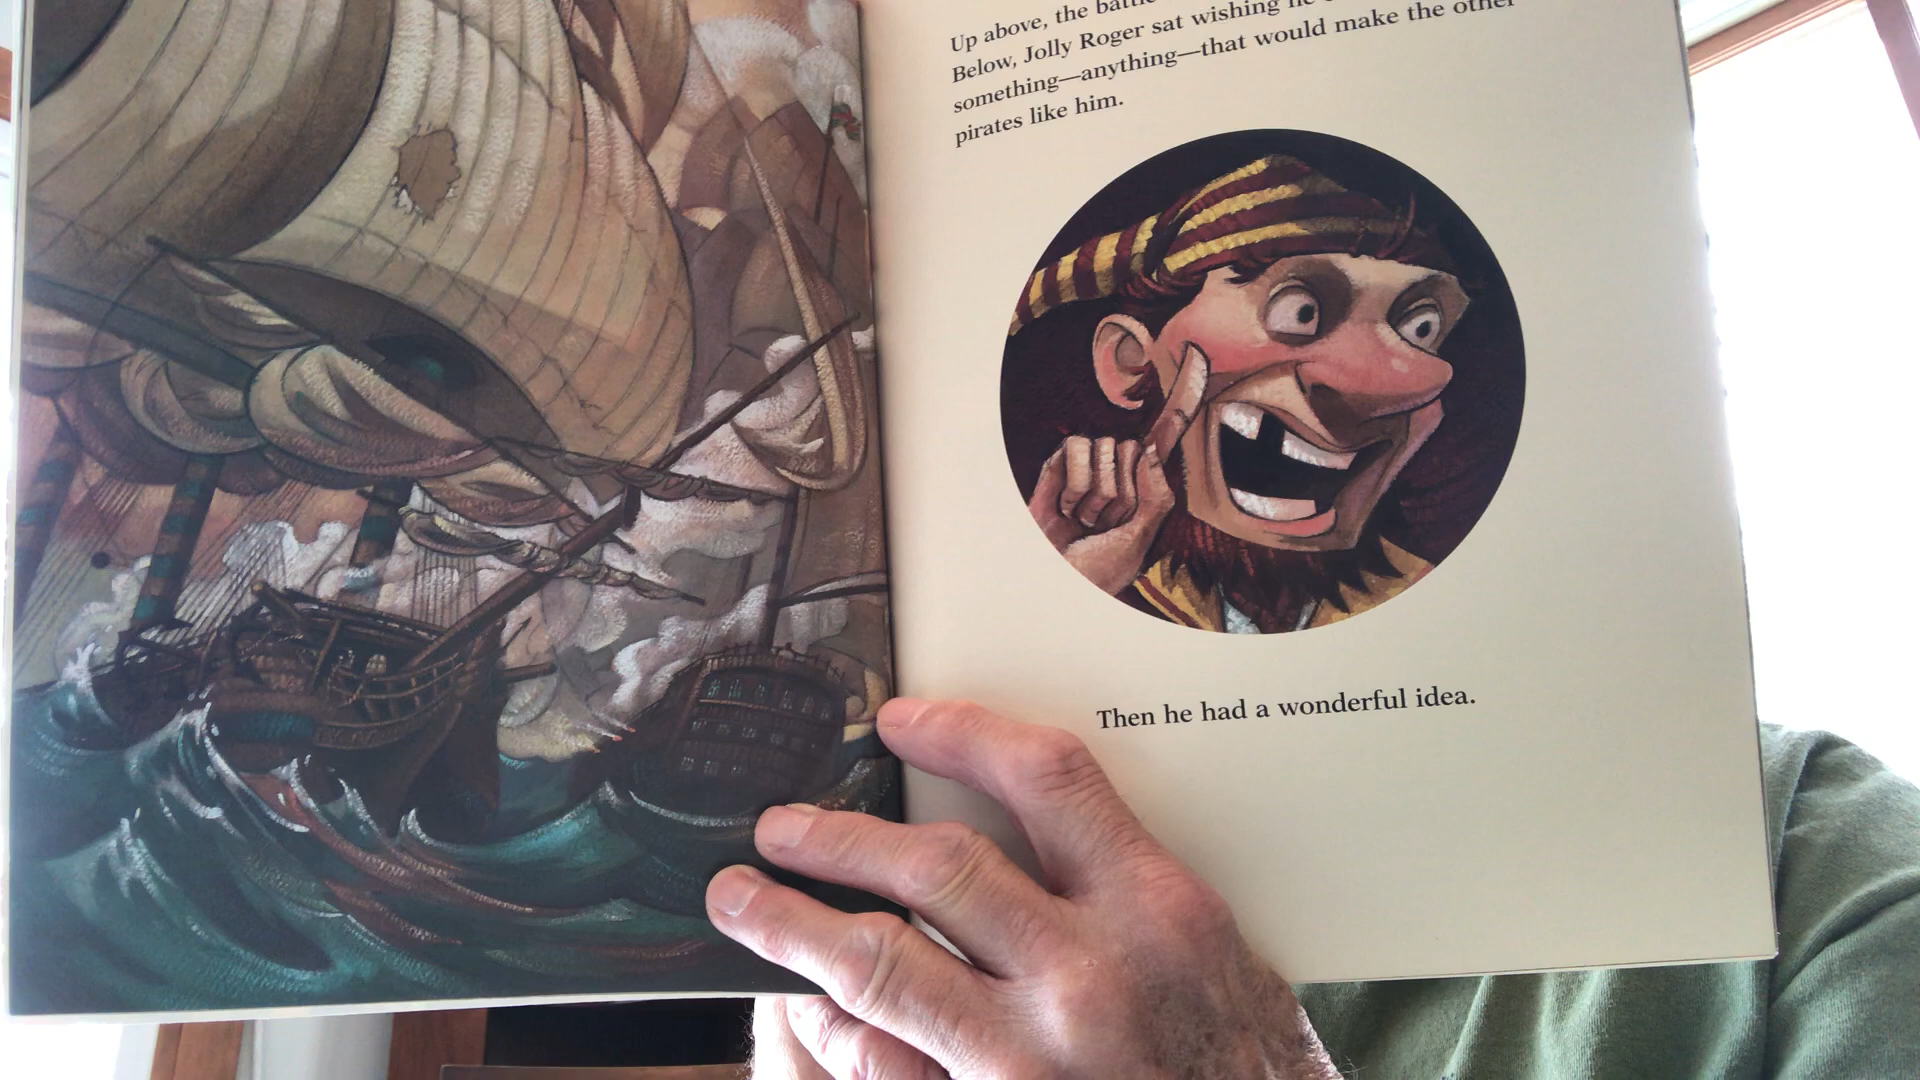 Up above, the battle
Below, Jolly Roger sat wishing he
something—anything—that would make the other
pirates like him.
Then he had a wonderful idea.